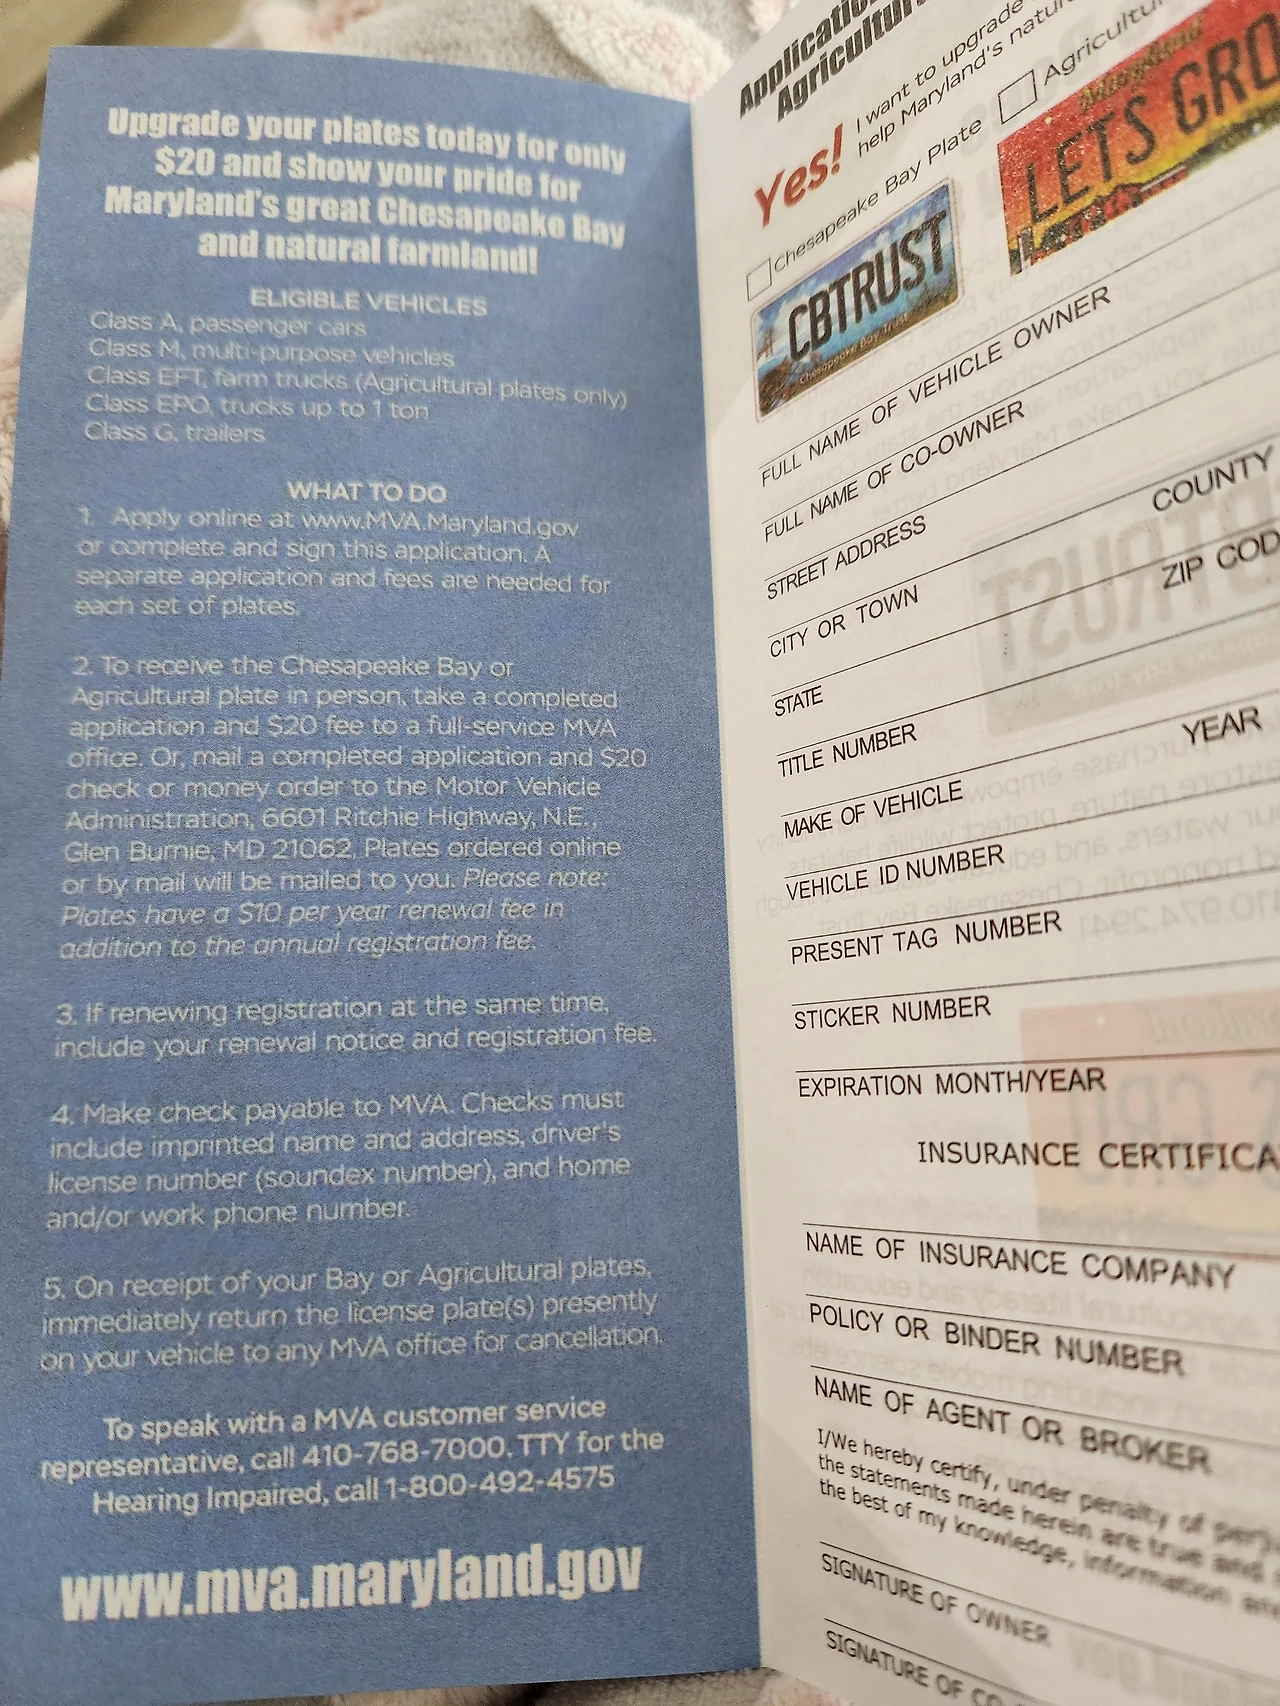 Upgrade your plates today for only
$20 and show your pride for
Maryland's great Chesapeake Bay
and natural farmland!
ELIGIBLE VEHICLES
Class A, passenger cars
Class M, multi-purpose vehicles
Class EFT, farm trucks (Agricultural plates only)
Class EPO, trucks up to 1 ton
Class G, trailers
WHAT TO DO
1. Apply online at www.MVA.Maryland.gov
or complete and sign this application. A
separate application and fees are needed for
each set of plates.
2. To receive the Chesapeake Bay or
Agricultural plate in person, take a completed
application and $20 fee to a full-service MVA
office. Or, mail a completed application and $20
check or money order to the Motor Vehicle
Administration, 6601 Ritchie Highway, N.E.,
Glen Burnie, MD 21062. Plates ordered online
or by mail will be mailed to you. Please note:
Plates have a $10 per year renewal fee in
addition to the annual registration fee.
3. If renewing registration at the same time,
include your renewal notice and registration fee.
4. Make check payable to MVA. Checks must
include imprinted name and address, driver's
license number (soundex number), and home
and/or work phone number.
5. On receipt of your Bay or Agricultural plates,
immediately return the license plate(s) presently
on your vehicle to any MVA office for cancellation.
To speak with a MVA customer service
representative, call 410-768-7000. TTY for the
Hearing Impaired, call 1-800-492-4575
www.mva.maryland.gov
Application
Agricultur
Yes! I want to upgrade
help Maryland's natu
Chesapeake Bay Plate
Agricultu
CBTRUST
Chesapeake Bay Trust
Maryland
LETS GRO
FULL NAME OF VEHICLE OWNER
FULL NAME OF CO-OWNER
STREET ADDRESS
COUNTY
CITY OR TOWN
ZIP COD
STATE
TITLE NUMBER
YEAR
MAKE OF VEHICLE
VEHICLE ID NUMBER
PRESENT TAG NUMBER
STICKER NUMBER
EXPIRATION MONTH/YEAR
INSURANCE CERTIFICA
NAME OF INSURANCE COMPANY
POLICY OR BINDER NUMBER
NAME OF AGENT OR BROKER
I/We hereby certify, under penalty of perju
the statements made herein are true and
the best of my knowledge, information an
SIGNATURE OF OWNER
SIGNATURE OF CO